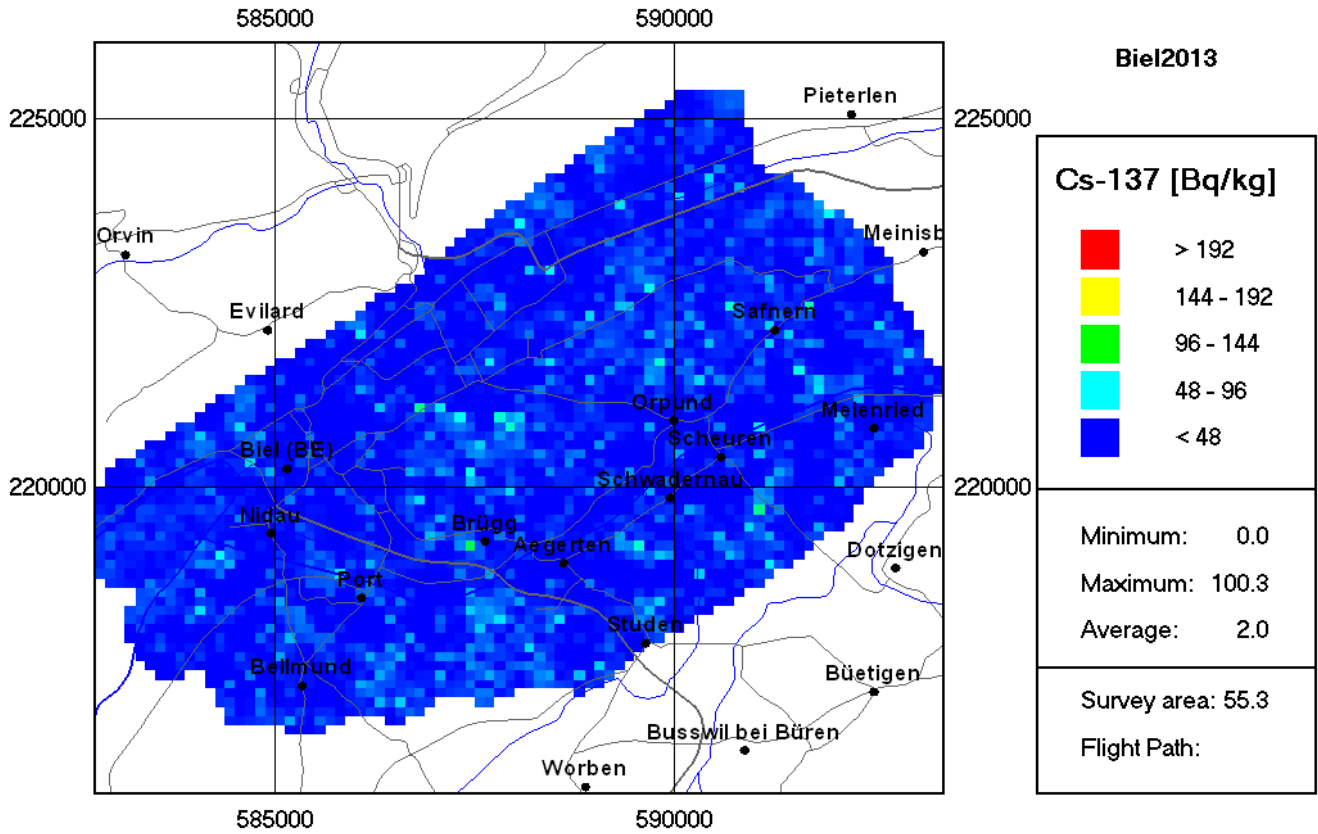 585000 590000
Biel2013
Pieterlen
225000 225000
Cs-137 [Bq/kg]
Orvin
Meinisb
> 192
144 - 192
Evilard
Safnern
96 - 144
48 - 96
Orpund
Meienried
Scheuren
< 48
Biel (BE)
Schwadernau
220000 220000
Nidau
Brügg
Aegerten
Dotzigen
Minimum: 0.0
Port
Maximum: 100.3
Studen
Average: 2.0
Bellmund
Büetigen
Survey area: 55.3
Busswil bei Büren
Flight Path:
Worben
585000 590000